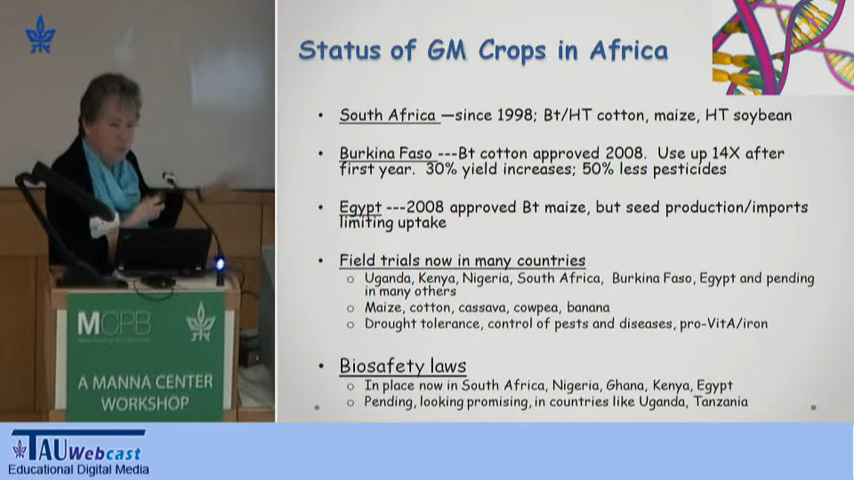 Status of GM Crops in Africa
• South Africa —since 1998; Bt/HT cotton, maize, HT soybean
• Burkina Faso ---Bt cotton approved 2008. Use up 14X after
first year. 30% yield increases; 50% less pesticides
• Egypt ---2008 approved Bt maize, but seed production/imports
limiting uptake
• Field trials now in many countries
o Uganda, Kenya, Nigeria, South Africa, Burkina Faso, Egypt and pending
in many others
o Maize, cotton, cassava, cowpea, banana
o Drought tolerance, control of pests and diseases, pro-VitA/iron
• Biosafety laws
o In place now in South Africa, Nigeria, Ghana, Kenya, Egypt
o Pending, looking promising, in countries like Uganda, Tanzania
MCPB
A MANNA CENTER
WORKSHOP
TAU Webcast
Educational Digital Media